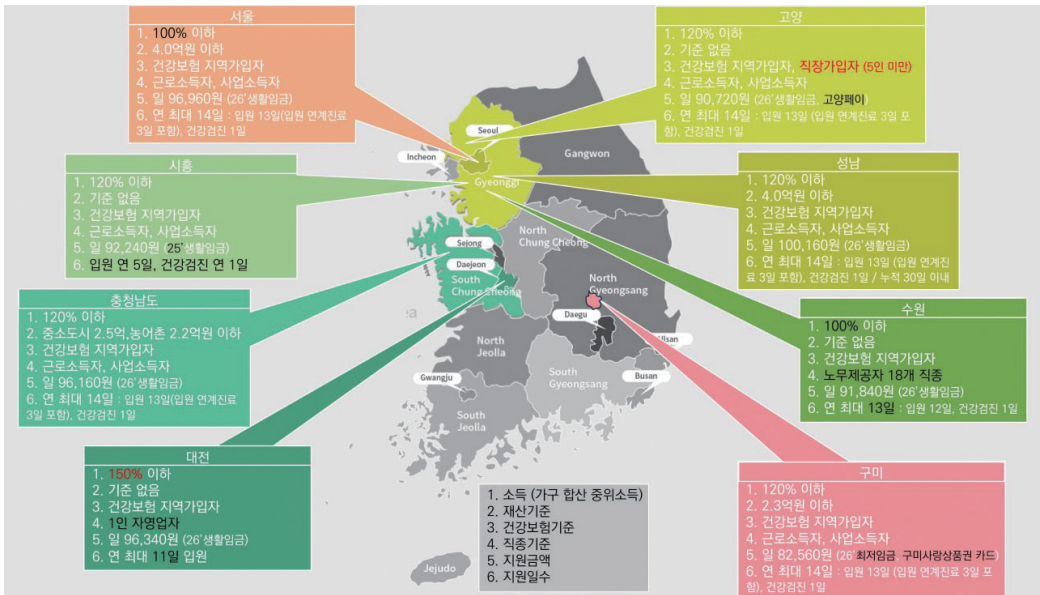 서울
1. 100% 이하
2. 4.0억원 이하
3. 건강보험 지역가입자
4. 근로소득자, 사업소득자
5. 일 96,960원 (26'생활임금)
6. 연 최대 14일 : 입원 13일(입원 연계진료
3일 포함), 건강검진 1일
고양
1. 120% 이하
2. 기준 없음
3. 건강보험 지역가입자, 직장가입자 (5인 미만)
4. 근로소득자, 사업소득자
5. 일 90,720원 (26'생활임금, 고양페이)
6. 연 최대 14일 : 입원 13일 (입원 연계진료 3일 포
함), 건강검진 1일
시흥
1. 120% 이하
2. 기준 없음
3. 건강보험 지역가입자
4. 근로소득자, 사업소득자
5. 일 92,240원 (25'생활임금)
6. 입원 연 5일, 건강검진 연 1일
성남
1. 120% 이하
2. 4.0억원 이하
3. 건강보험 지역가입자
4. 근로소득자, 사업소득자
5. 일 100,160원 (26'생활임금)
6. 연 최대 14일 : 입원 13일 (입원 연계진
료 3일 포함), 건강검진 1일 / 누적 30일 이내
충청남도
1. 120% 이하
2. 중소도시 2.5억,농어촌 2.2억원 이하
3. 건강보험 지역가입자
4. 근로소득자, 사업소득자
5. 일 96,160원 (26'생활임금)
6. 연 최대 14일 : 입원 13일(입원 연계진료
3일 포함), 건강검진 1일
수원
1. 100% 이하
2. 기준 없음
3. 건강보험 지역가입자
4. 노무제공자 18개 직종
5. 일 91,840원 (26'생활임금)
6. 연 최대 13일 : 입원 12일, 건강검진 1일
대전
1. 150% 이하
2. 기준 없음
3. 건강보험 지역가입자
4. 1인 자영업자
5. 일 96,340원 (26'생활임금)
6. 연 최대 11일 입원
1. 소득 (가구 합산 중위소득)
2. 재산기준
3. 건강보험기준
4. 직종기준
5. 지원금액
6. 지원일수
구미
1. 120% 이하
2. 2.3억원 이하
3. 건강보험 지역가입자
4. 근로소득자, 사업소득자
5. 일 82,560원 (26'최저임금, 구미사랑상품권 카드)
6. 연 최대 14일 : 입원 13일 (입원 연계진료 3일 포
함), 건강검진 1일
Seoul
Incheon
Gangwon
Gyeonggi
North
Chung Cheong
Sejong
Daejeon
South
Chung Cheong
North
Gyeongsang
Daegu
Ulsan
North
Jeolla
Gwangju
South
Gyeongsang
Busan
South
Jeolla
Jejudo
ea